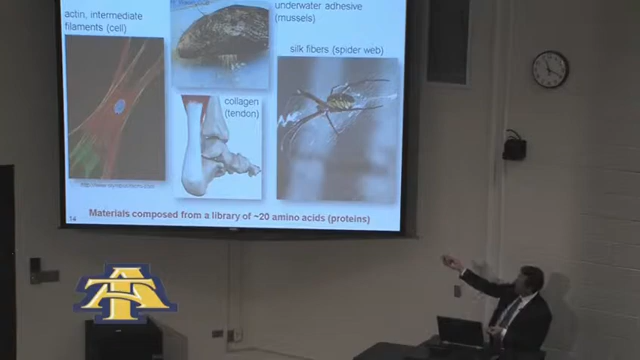 actin, intermediate
filaments (cell)
underwater adhesive
(mussels)
silk fibers (spider web)
collagen
(tendon)
14
Materials composed from a library of ~20 amino acids (proteins)
AT